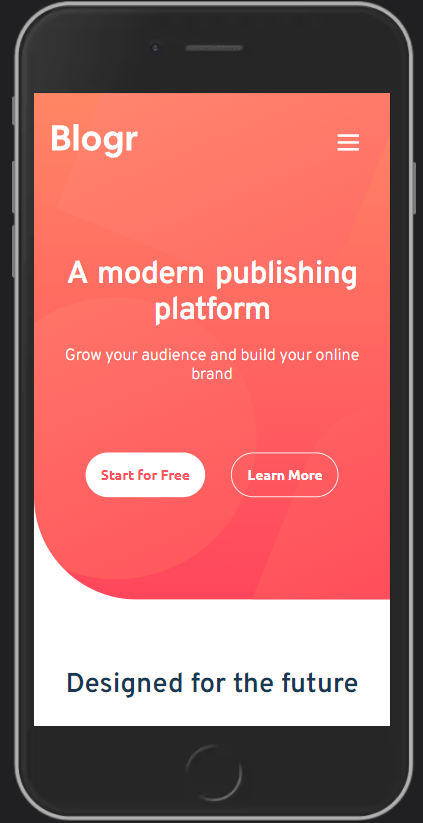 Blogr
A modern publishing
platform
Grow your audience and build your online
brand
Start for Free
Learn More
Designed for the future